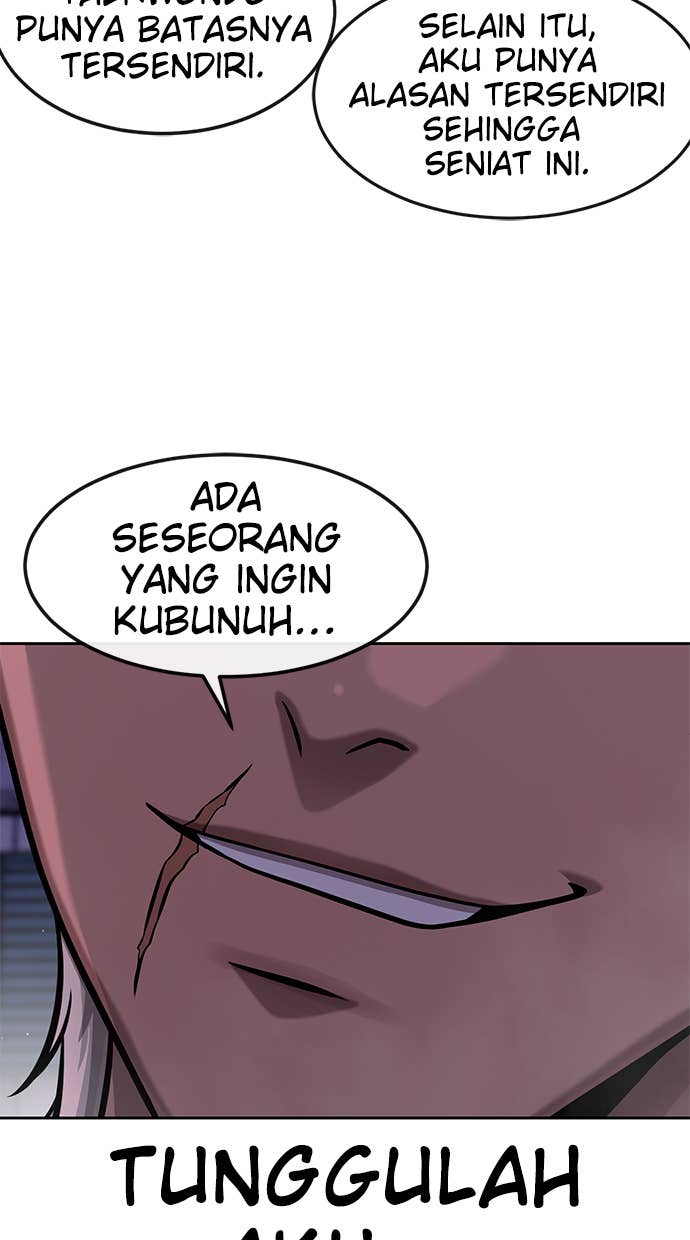 PUNYA BATASNYA
TERSENDIRI.
SELAIN ITU,
AKU PUNYA
ALASAN TERSENDIRI
SEHINGGA
SENIAT INI.
ADA
SESEORANG
YANG INGIN
KUBUNUH...
TUNGGULAH